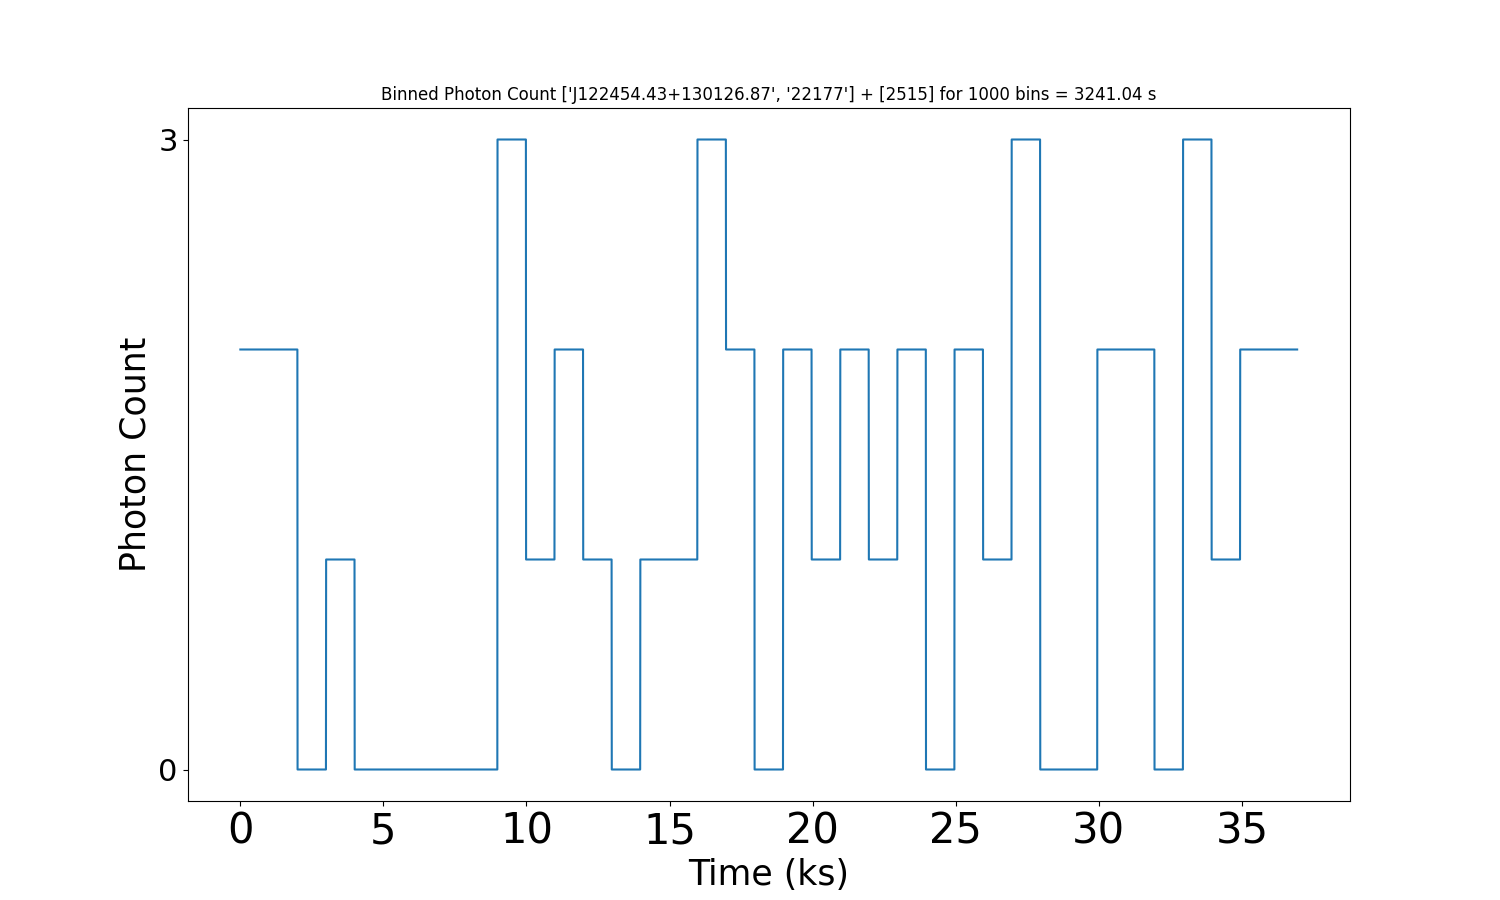 Binned Photon Count ['J122454.43+130126.87', '22177'] + [2515] for 1000 bins = 3241.04 s
3
Photon Count
0
0 5 10 15 20 25 30 35
Time (ks)